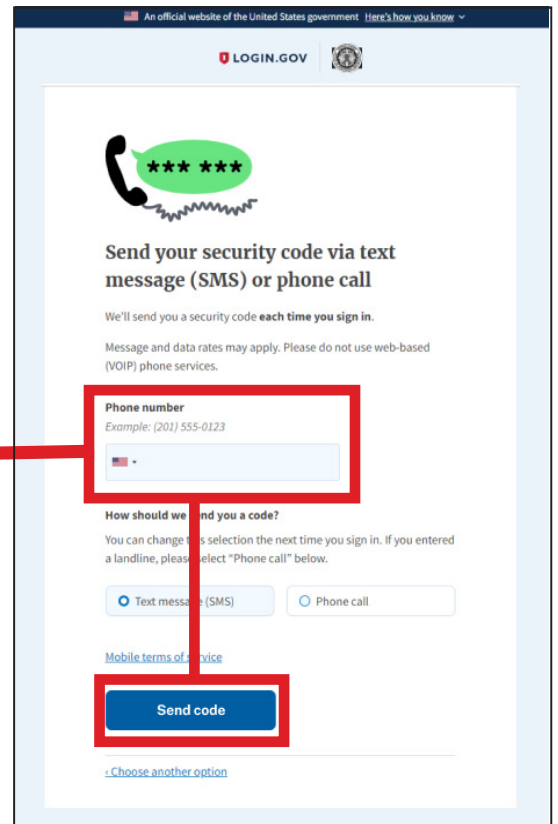 An official website of the United States government Here's how you know
LOGIN.GOV
*** ***
Send your security code via text
message (SMS) or phone call
We'll send you a security code each time you sign in.
Message and data rates may apply. Please do not use web-based
(VOIP) phone services.
Phone number
Example: (201) 555-0123
How should we send you a code?
You can change this selection the next time you sign in. If you entered
a landline, please select “Phone call” below.
Text message (SMS)
Phone call
Mobile terms of service
Send code
‹ Choose another option